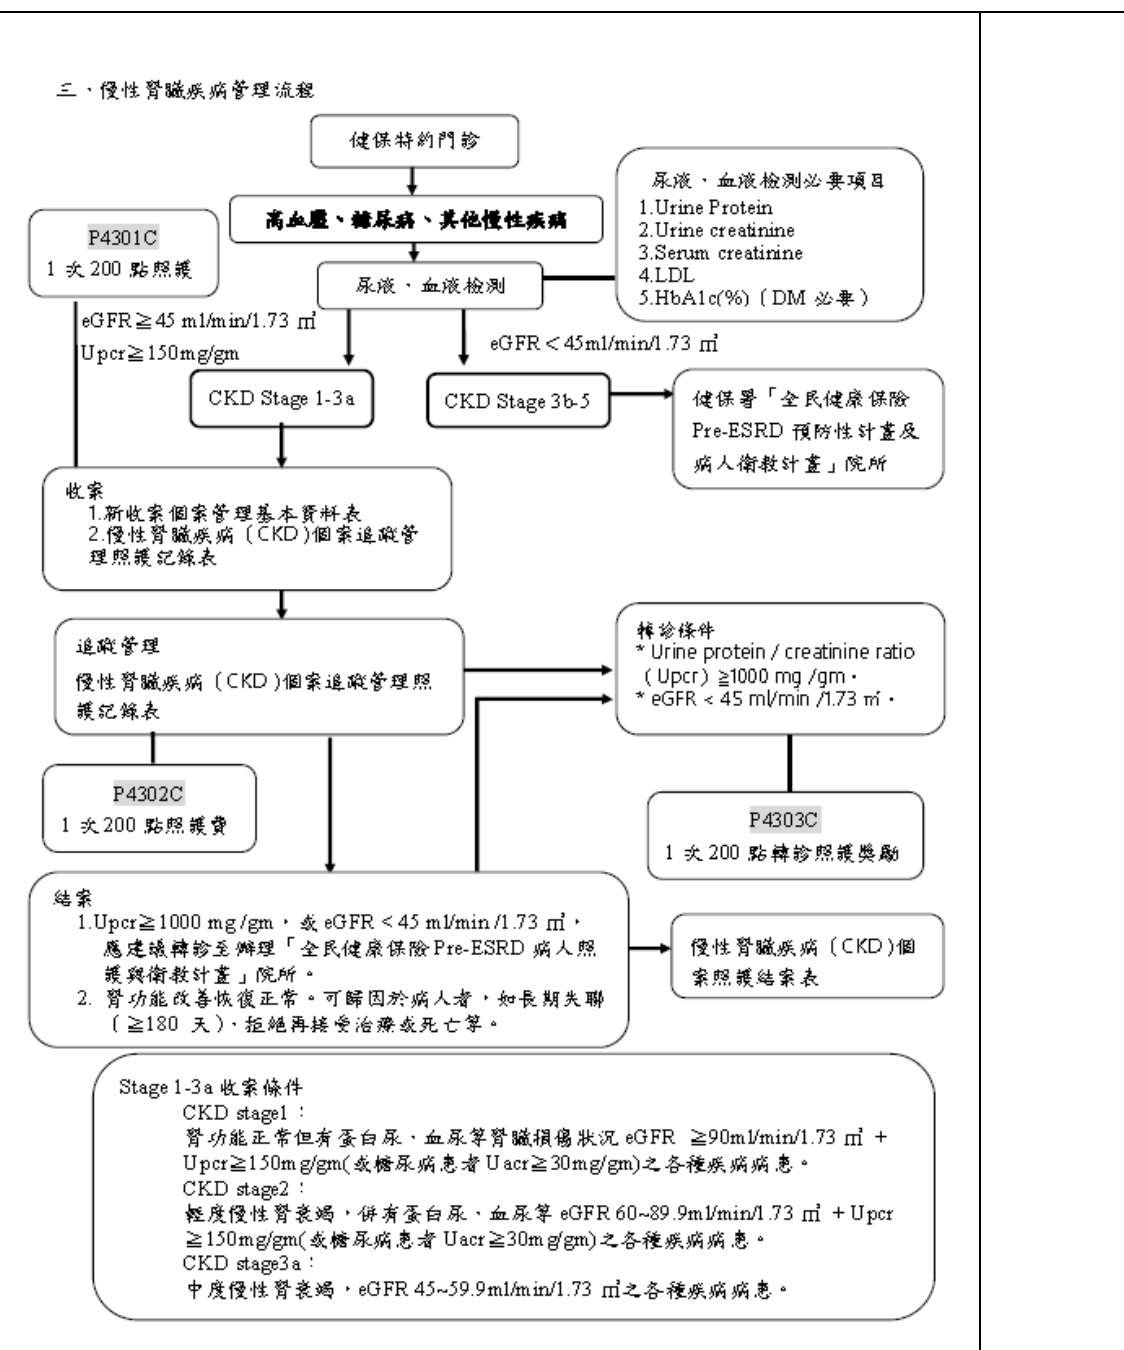 三、慢性腎臟疾病管理流程
健保特約門診
高血壓、糖尿病、其他慢性疾病
尿液、血液檢測必要項目
1.Urine Protein
2.Urine creatinine
3.Serum creatinine
4.LDL
5.HbA1c(%)（DM 必要）
P4301C
1 次 200 點照護
尿液、血液檢測
eGFR≧45 ml/min/1.73 ㎡
Upcr≧150mg/gm
eGFR＜45ml/min/1.73 ㎡
CKD Stage 1-3a
CKD Stage 3b-5
健保署「全民健康保險
Pre-ESRD 預防性計畫及
病人衛教計畫」院所
收案
1.新收案個案管理基本資料表
2.慢性腎臟疾病（CKD)個案追蹤管
理照護記錄表
追蹤管理
慢性腎臟疾病（CKD)個案追蹤管理照
護記錄表
轉診條件
* Urine protein / creatinine ratio
（Upcr）≧1000 mg /gm。
* eGFR < 45 ml/min /1.73 ㎡。
P4302C
1 次 200 點照護費
P4303C
1 次 200 點轉診照護獎勵
結案
1.Upcr≧1000 mg /gm，或 eGFR＜45 ml/min /1.73 ㎡，
應建議轉診至辦理「全民健康保險 Pre-ESRD 病人照
護與衛教計畫」院所。
2. 腎功能改善恢復正常。可歸因於病人者，如長期失聯
（≧180 天）、拒絕再接受治療或死亡等。
慢性腎臟疾病（CKD)個
案照護結案表
Stage 1-3a 收案條件
CKD stage1：
腎功能正常但有蛋白尿、血尿等腎臟損傷狀況 eGFR ≧90ml/min/1.73 ㎡ +
Upcr≧150mg/gm(或糖尿病患者 Uacr≧30mg/gm)之各種疾病病患。
CKD stage2：
輕度慢性腎衰竭，併有蛋白尿、血尿等 eGFR 60~89.9ml/min/1.73 ㎡ + Upcr
≧150mg/gm(或糖尿病患者 Uacr≧30mg/gm)之各種疾病病患。
CKD stage3a：
中度慢性腎衰竭，eGFR 45~59.9ml/min/1.73 ㎡之各種疾病病患。